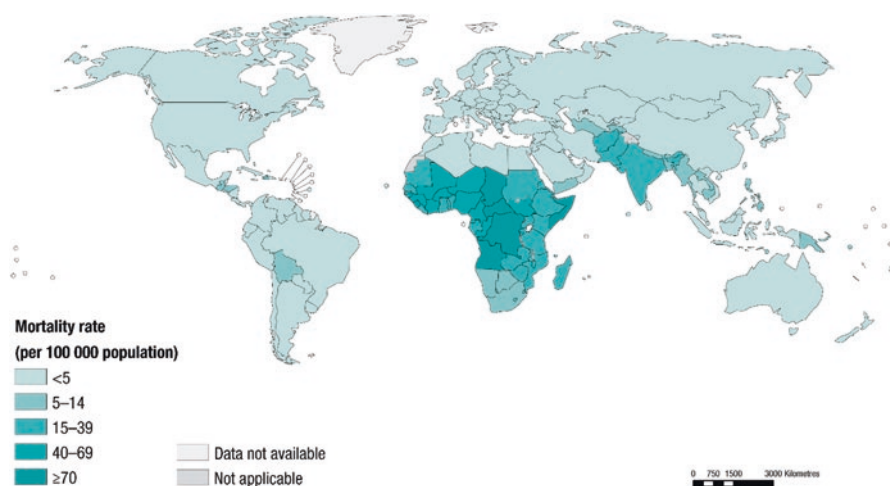 Mortality rate
(per 100 000 population)
<5
5–14
15–39
40–69
≥70
Data not available
Not applicable
0 750 1500 3000 Kilometres